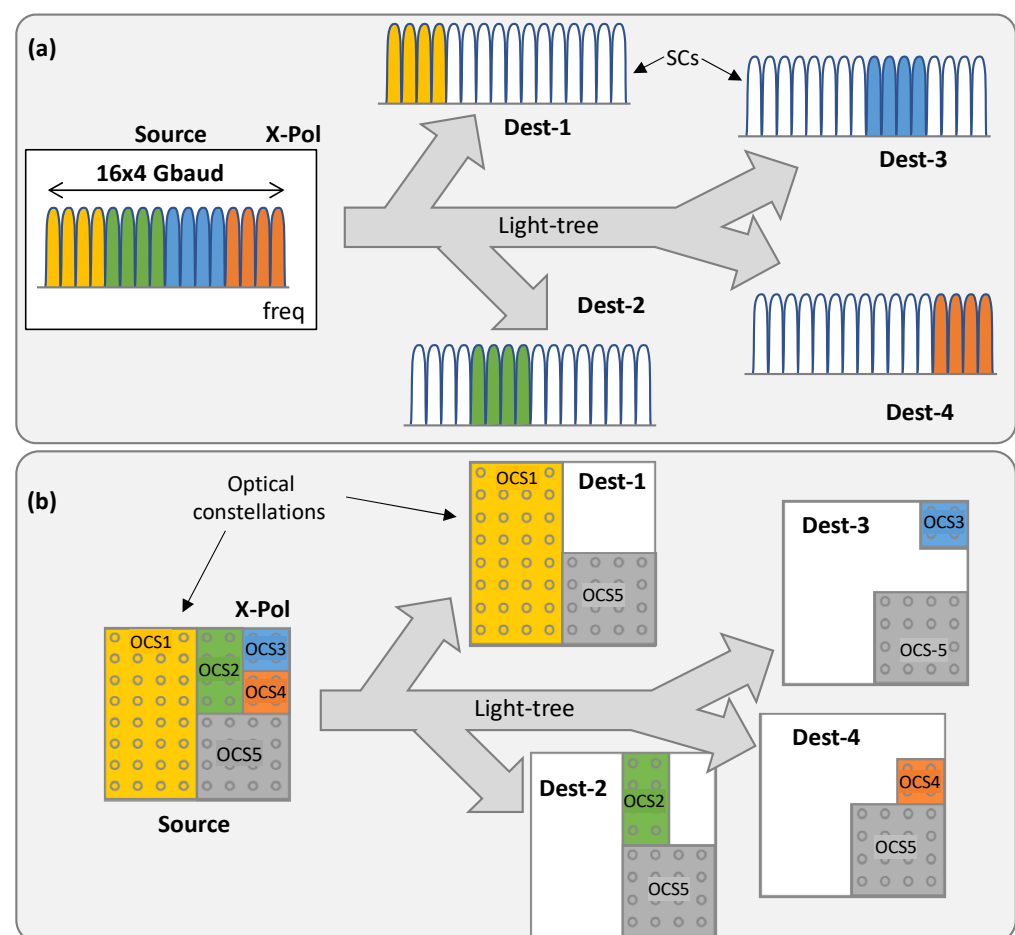 (a)
SCs
Dest-1
Dest-3
Source
X-Pol
16x4 Gbaud
freq
Light-tree
Dest-2
Dest-4
(b)
Optical
constellations
OCS1
Dest-1
OCS5
Dest-3
OCS3
OCS-5
X-Pol
OCS1
OCS2
OCS3
OCS4
OCS5
Source
Light-tree
Dest-2
OCS2
OCS5
Dest-4
OCS4
OCS5